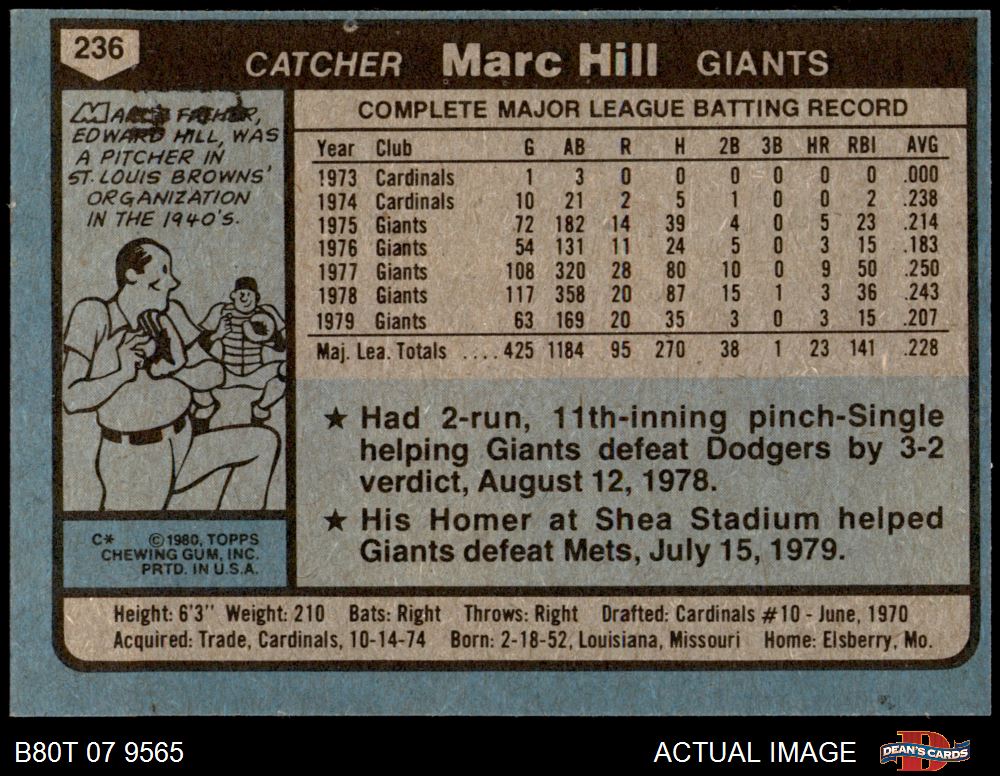 236
CATCHER Marc Hill GIANTS
MARC'S FATHER,
EDWARD HILL, WAS
A PITCHER IN
ST. LOUIS BROWNS'
ORGANIZATION
IN THE 1940'S.
C* ©1980, TOPPS
CHEWING GUM, INC.
PRTD. IN U.S.A.
COMPLETE MAJOR LEAGUE BATTING RECORD
Year Club G AB R H 2B 3B HR RBI AVG
1973 Cardinals 1 3 0 0 0 0 0 0 .000
1974 Cardinals 10 21 2 5 1 0 0 2 .238
1975 Giants 72 182 14 39 4 0 5 23 .214
1976 Giants 54 131 11 24 5 0 3 15 .183
1977 Giants 108 320 28 80 10 0 9 50 .250
1978 Giants 117 358 20 87 15 1 3 36 .243
1979 Giants 63 169 20 35 3 0 3 15 .207
Maj. Lea. Totals ....425 1184 95 270 38 1 23 141 .228
★ Had 2-run, 11th-inning pinch-Single
helping Giants defeat Dodgers by 3-2
verdict, August 12, 1978.
★ His Homer at Shea Stadium helped
Giants defeat Mets, July 15, 1979.
Height: 6'3" Weight: 210 Bats: Right Throws: Right Drafted: Cardinals #10 - June, 1970
Acquired: Trade, Cardinals, 10-14-74 Born: 2-18-52, Louisiana, Missouri Home: Elsberry, Mo.
B80T 07 9565 ACTUAL IMAGE DEAN'S CARDS